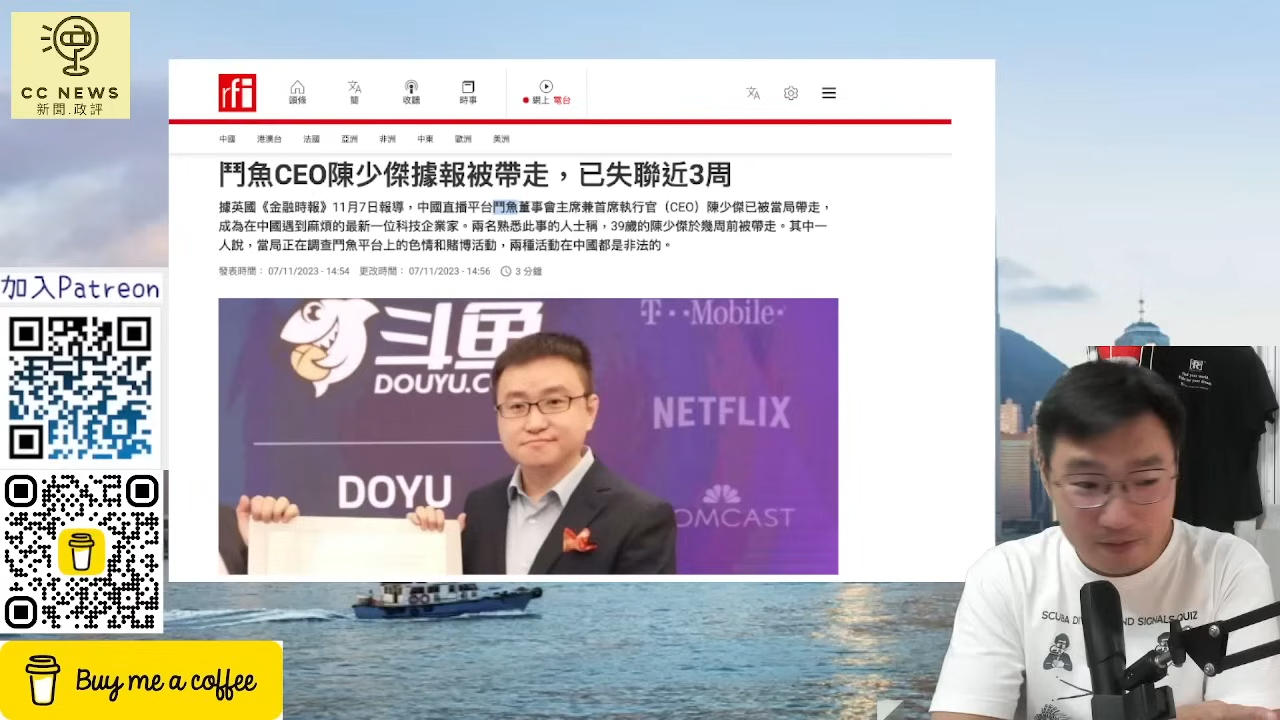 CC NEWS
新聞.政評
rfi
頭條
簡
收聽
時事
網上 電台
中國 港澳台 法國 亞洲 非洲 中東 歐洲 美洲
鬥魚CEO陳少傑據報被帶走，已失聯近3周
據英國《金融時報》11月7日報導，中國直播平台鬥魚董事會主席兼首席執行官（CEO）陳少傑已被當局帶走，
成為在中國遇到麻煩的最新一位科技企業家。兩名熟悉此事的人士稱，39歲的陳少傑於幾周前被帶走。其中一
人說，當局正在調查鬥魚平台上的色情和賭博活動，兩種活動在中國都是非法的。
發表時間： 07/11/2023 - 14:54 更改時間： 07/11/2023 - 14:56 3 分鐘
斗鱼
DOUYU.C
DOYU
T··Mobile·
NETFLIX
OMCAST
加入Patreon
Buy me a coffee
SCUBA DI ND SIGNALS QUIZ